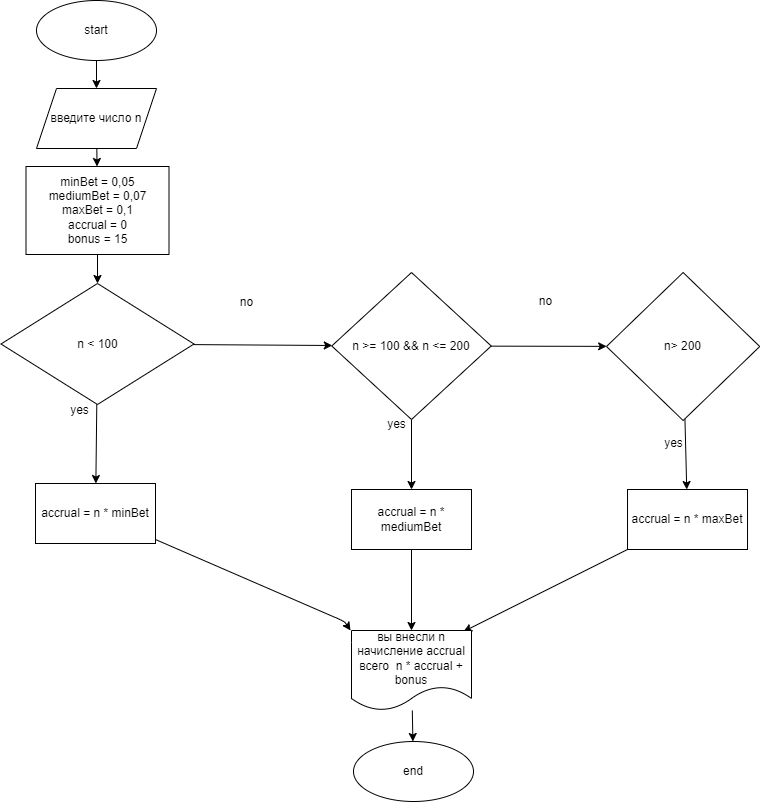 start
введите число n
minBet = 0,05
mediumBet = 0,07
maxBet = 0,1
accrual = 0
bonus = 15
n < 100
no
n >= 100 && n <= 200
no
n> 200
yes
yes
yes
accrual = n * minBet
accrual = n *
mediumBet
accrual = n * maxBet
вы внесли n
начисление accrual
всего n * accrual +
bonus
end